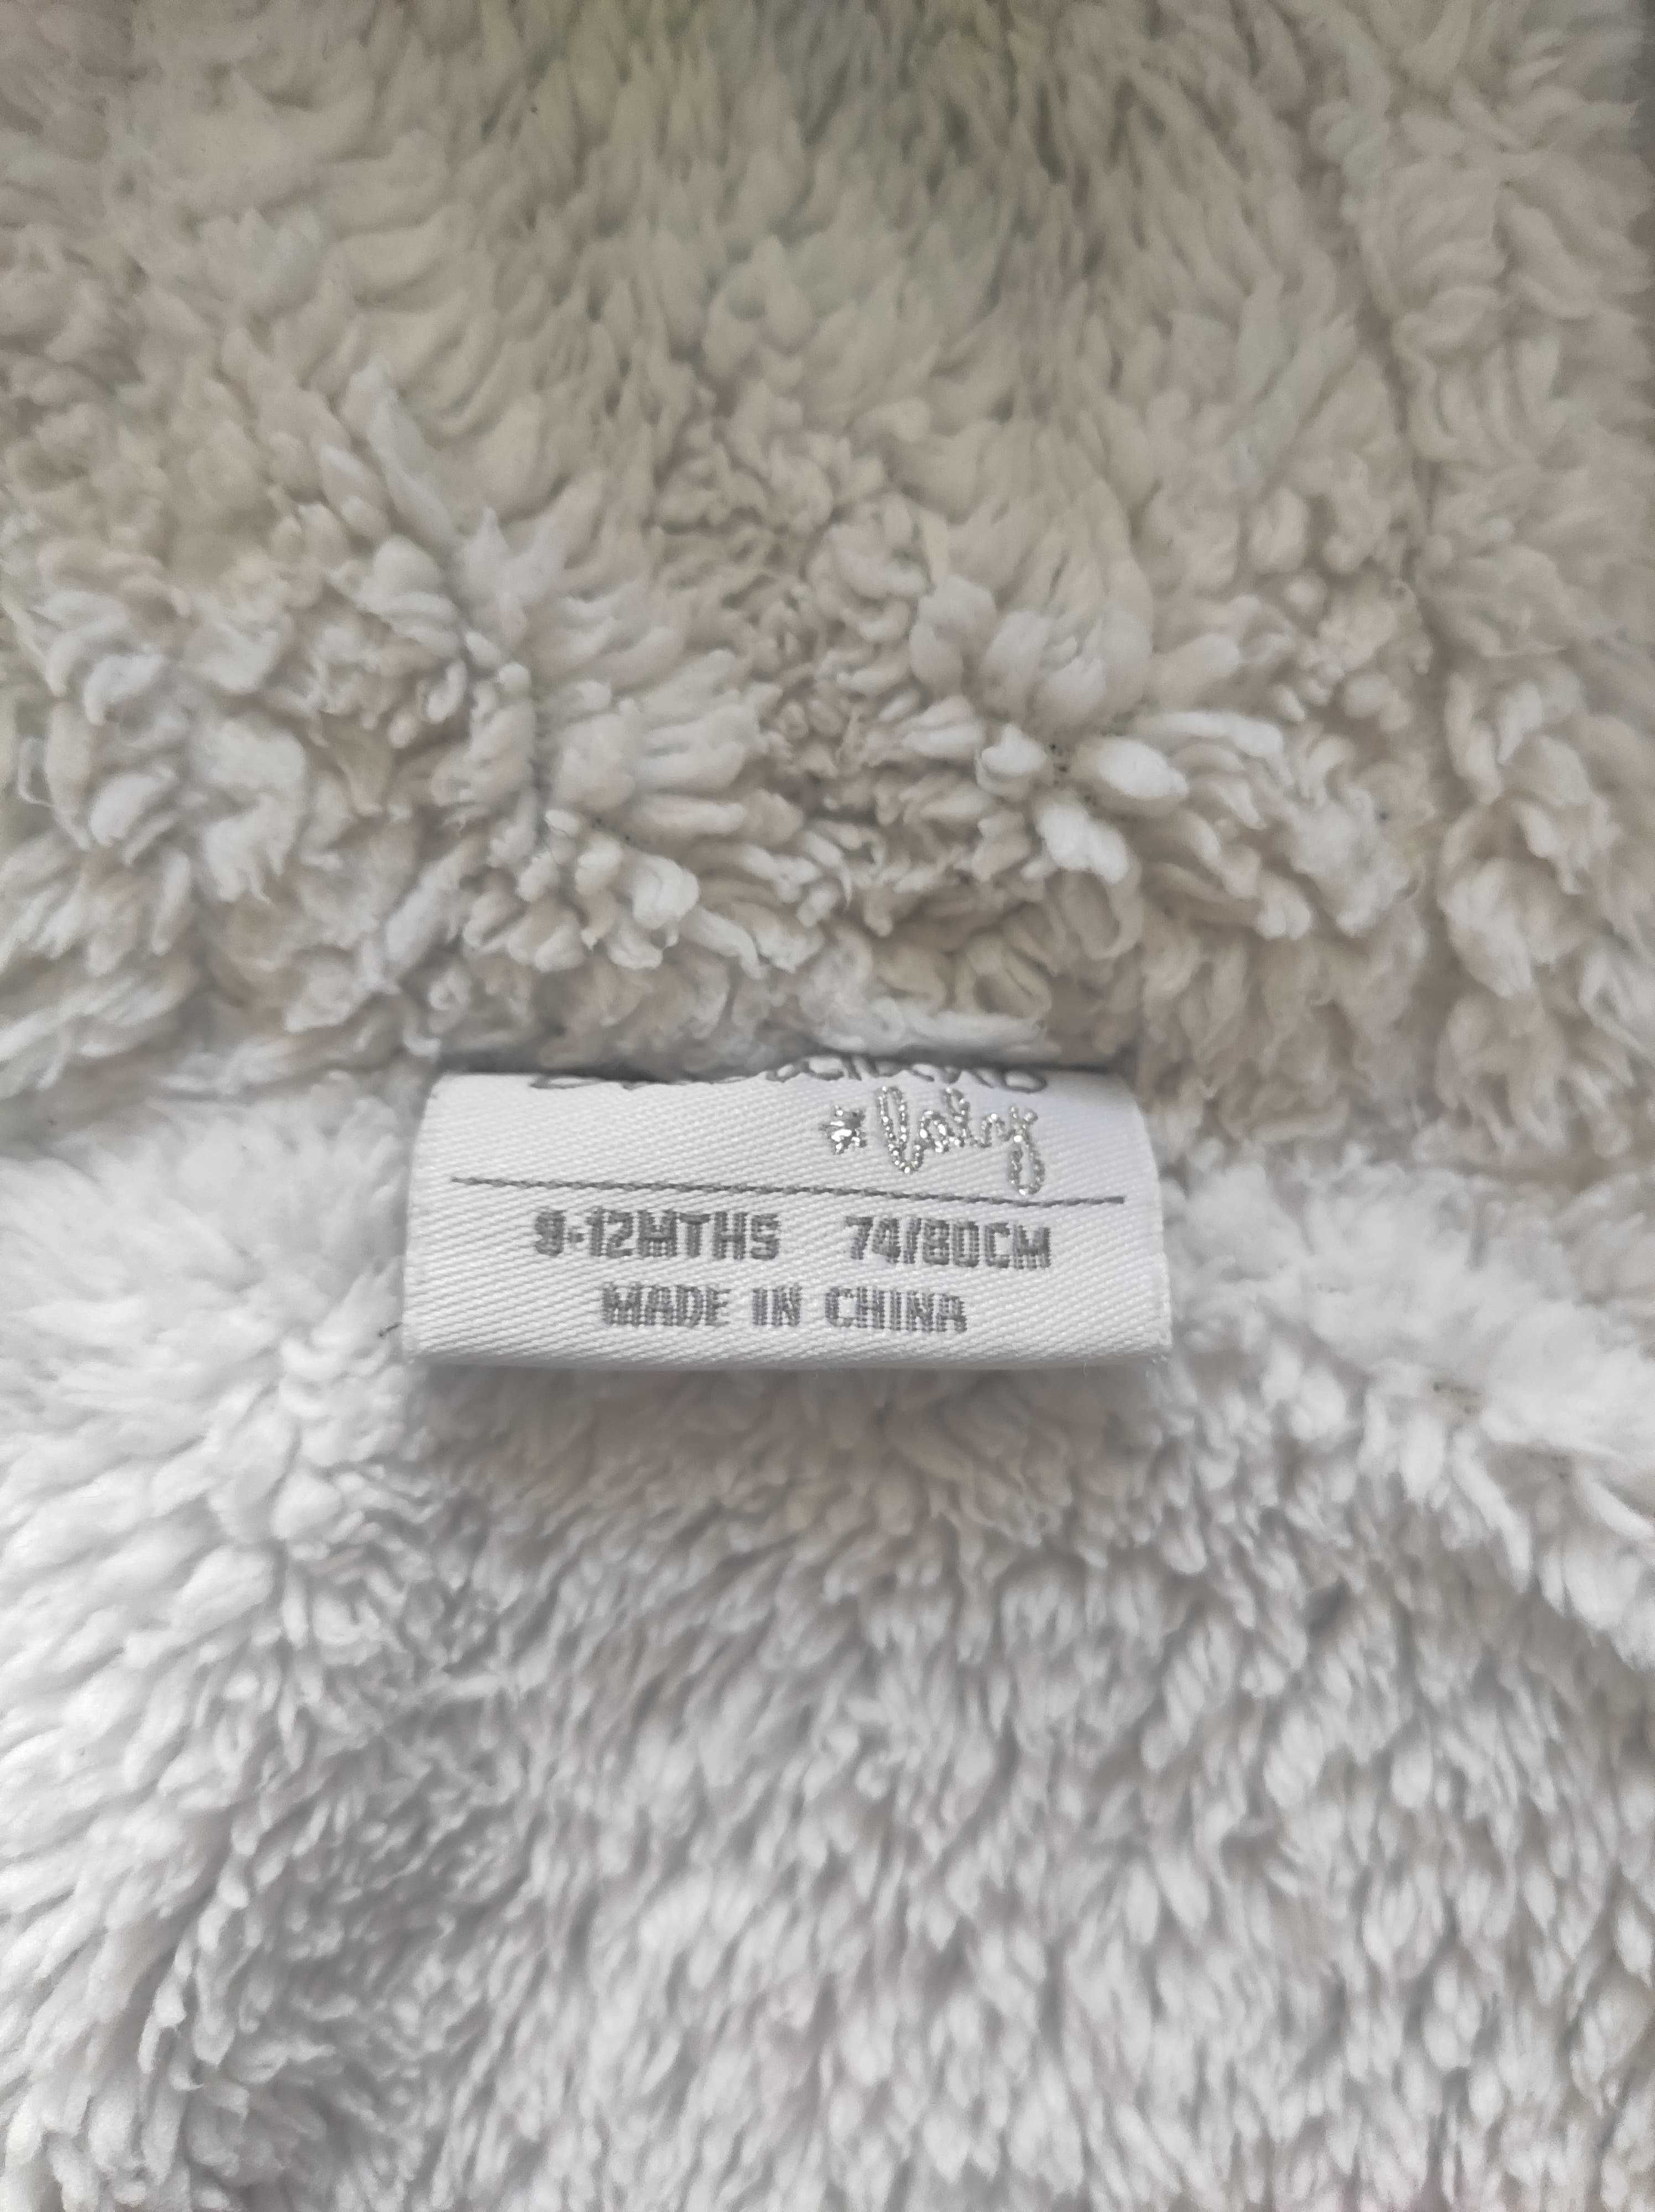 baby
9-12MTHS 74/80CM
MADE IN CHINA